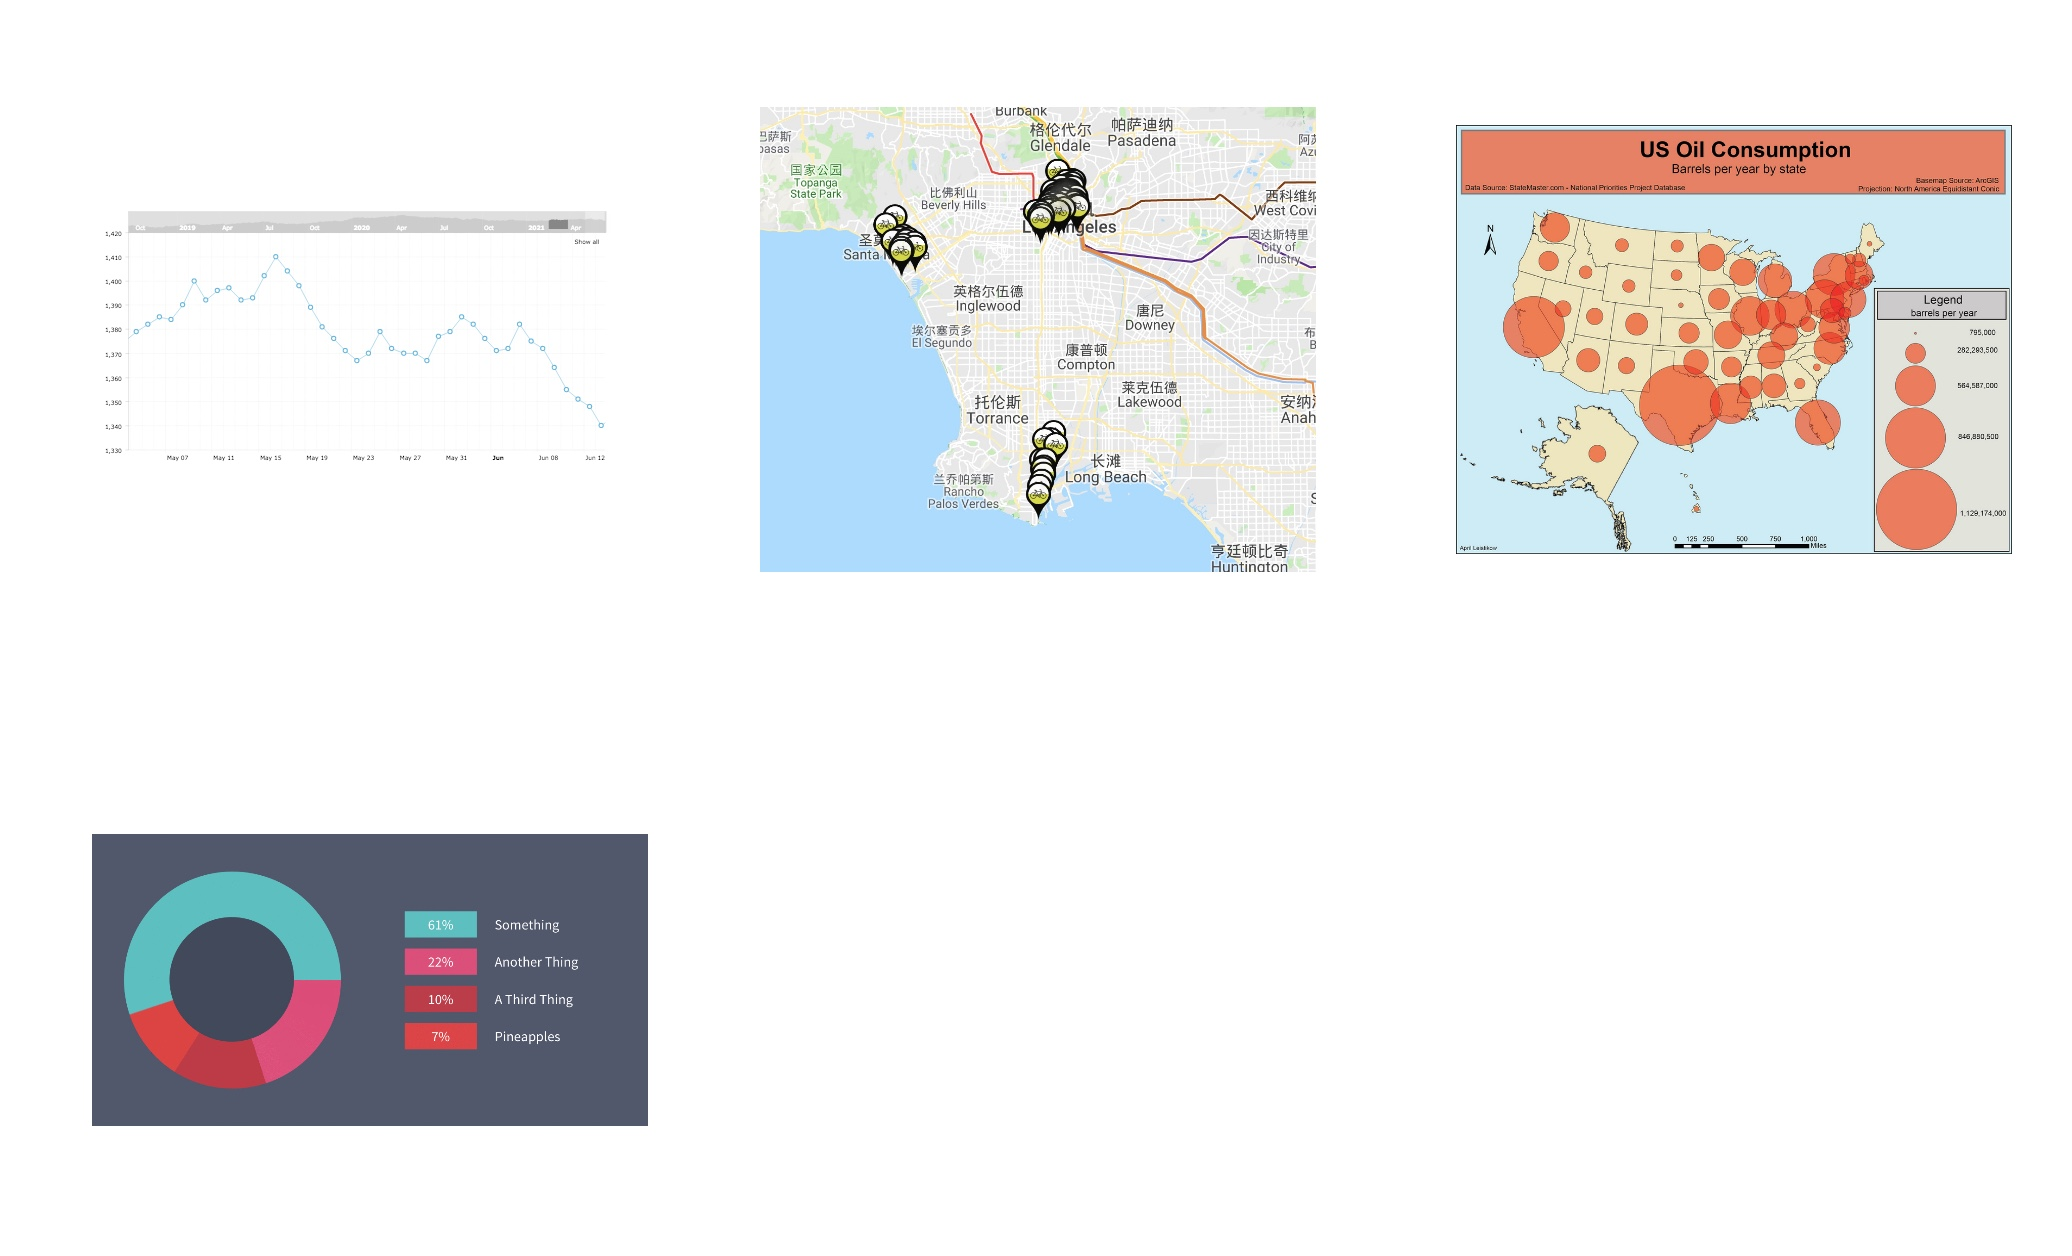 Oct 2019 Apr Jul Oct 2020 Apr Jul Oct 2021 Apr
1,420
Show all
1,410
1,400
1,390
1,380
1,370
1,360
1,350
1,340
1,330
May 07 May 11 May 15 May 19 May 23 May 27 May 31 Jun Jun 08 Jun 12
Burbank
格伦代尔
Glendale
帕萨迪纳
Pasadena
巴萨斯
basas
国家公园
Topanga
State Park
比佛利山
Beverly Hills
西科维纳
West Covi
Angeles
因达斯特里
City of
Industry
Santa
英格尔伍德
Inglewood
唐尼
Downey
埃尔塞贡多
El Segundo
康普顿
Compton
莱克伍德
Lakewood
托伦斯
Torrance
安纳
Anah
长滩
Long Beach
兰乔帕第斯
Rancho
Palos Verdes
亨廷顿比奇
Huntington
US Oil Consumption
Barrels per year by state
Data Source: StateMaster.com - National Priorities Project Database
Basemap Source: ArcGIS
Projection: North America Equidistant Conic
N
Legend
barrels per year
795,000
282,293,500
564,587,000
846,880,500
1,129,174,000
0 125 250 500 750 1,000
Miles
61% Something
22% Another Thing
10% A Third Thing
7% Pineapples